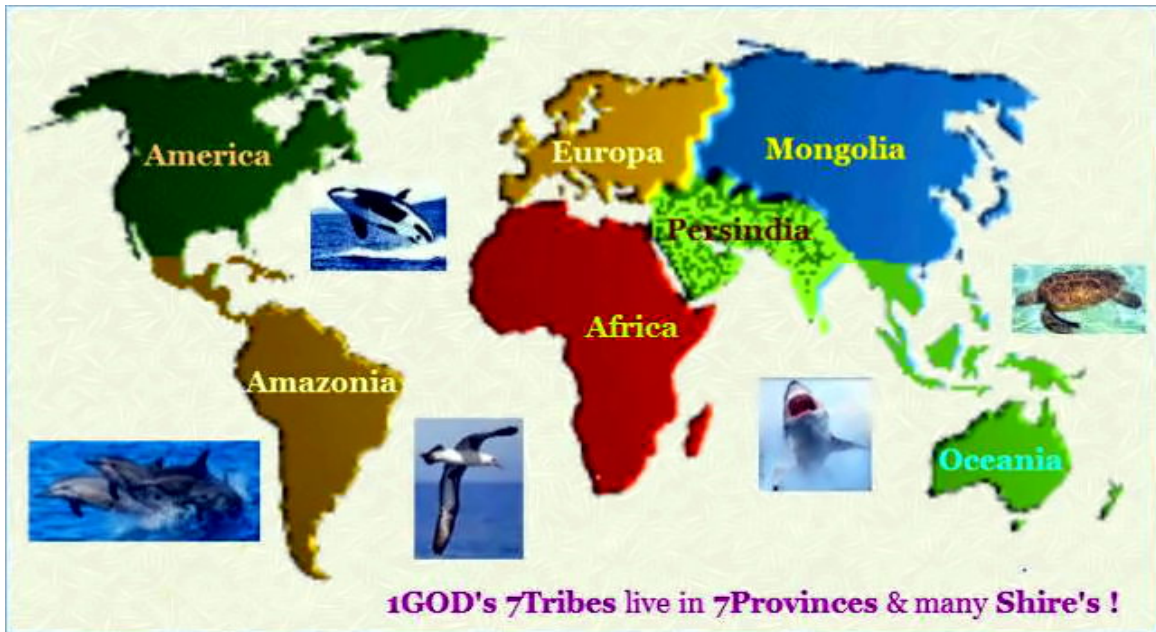 America
Europa
Mongolia
Persindia
Africa
Amazonia
Oceania
1GOD's 7Tribes live in 7Provinces & many Shire's !